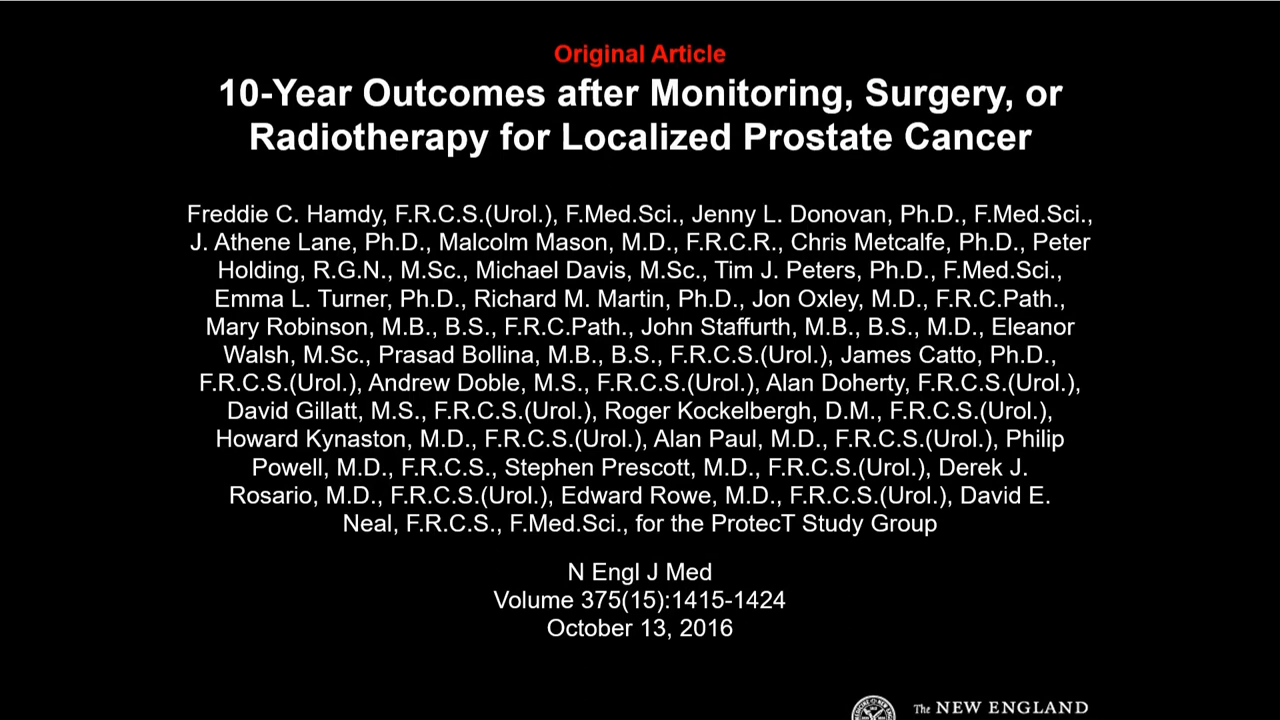 Original Article
10-Year Outcomes after Monitoring, Surgery, or
Radiotherapy for Localized Prostate Cancer
Freddie C. Hamdy, F.R.C.S.(Urol.), F.Med.Sci., Jenny L. Donovan, Ph.D., F.Med.Sci.,
J. Athene Lane, Ph.D., Malcolm Mason, M.D., F.R.C.R., Chris Metcalfe, Ph.D., Peter
Holding, R.G.N., M.Sc., Michael Davis, M.Sc., Tim J. Peters, Ph.D., F.Med.Sci.,
Emma L. Turner, Ph.D., Richard M. Martin, Ph.D., Jon Oxley, M.D., F.R.C.Path.,
Mary Robinson, M.B., B.S., F.R.C.Path., John Staffurth, M.B., B.S., M.D., Eleanor
Walsh, M.Sc., Prasad Bollina, M.B., B.S., F.R.C.S.(Urol.), James Catto, Ph.D.,
F.R.C.S.(Urol.), Andrew Doble, M.S., F.R.C.S.(Urol.), Alan Doherty, F.R.C.S.(Urol.),
David Gillatt, M.S., F.R.C.S.(Urol.), Roger Kockelbergh, D.M., F.R.C.S.(Urol.),
Howard Kynaston, M.D., F.R.C.S.(Urol.), Alan Paul, M.D., F.R.C.S.(Urol.), Philip
Powell, M.D., F.R.C.S., Stephen Prescott, M.D., F.R.C.S.(Urol.), Derek J.
Rosario, M.D., F.R.C.S.(Urol.), Edward Rowe, M.D., F.R.C.S.(Urol.), David E.
Neal, F.R.C.S., F.Med.Sci., for the ProtecT Study Group
N Engl J Med
Volume 375(15):1415-1424
October 13, 2016
The NEW ENGLAND